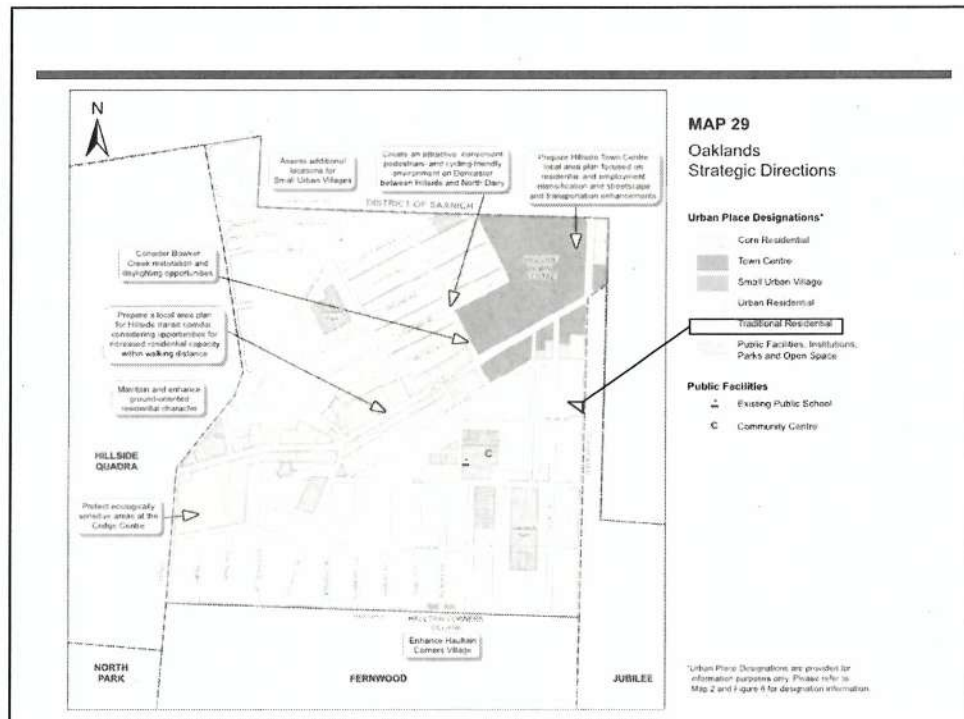 N
Assess additional
locations for
Small Urban Villages
Create an attractive, convenient
pedestrian- and cycling-friendly
environment on Doncaster
between Hillside and North Dairy
Prepare Hillside Town Centre
local area plan focused on
residential and employment
intensification and streetscape
and transportation enhancements
DISTRICT OF SAANICH
Consider Bowker
Creek restoration and
daylighting opportunities
Prepare a local area plan
for Hillside transit corridor
considering opportunities for
increased residential capacity
within walking distance
Maintain and enhance
ground-oriented
residential character
HILLSIDE
QUADRA
Protect ecologically
sensitive areas at the
Cridge Centre
C
HAULTAIN CORNERS
VILLAGE
Enhance Haultain
Corners Village
NORTH
PARK
FERNWOOD
JUBILEE
MAP 29
Oaklands
Strategic Directions
Urban Place Designations*
Core Residential
Town Centre
Small Urban Village
Urban Residential
Traditional Residential
Public Facilities, Institutions,
Parks and Open Space
Public Facilities
Existing Public School
C Community Centre
*Urban Place Designations are provided for
information purposes only. Please refer to
Map 2 and Figure 8 for designation information